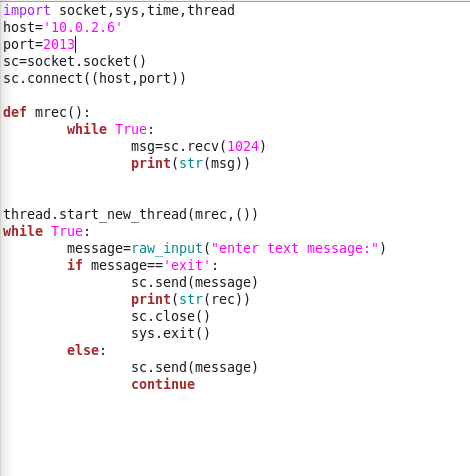 import socket,sys,time,thread
host='10.0.2.6'
port=2013
sc=socket.socket()
sc.connect((host,port))
def mrec():
        while True:
                msg=sc.recv(1024)
                print(str(msg))
thread.start_new_thread(mrec,())
while True:
        message=raw_input("enter text message:")
        if message=='exit':
                sc.send(message)
                print(str(rec))
                sc.close()
                sys.exit()
        else:
                sc.send(message)
                continue